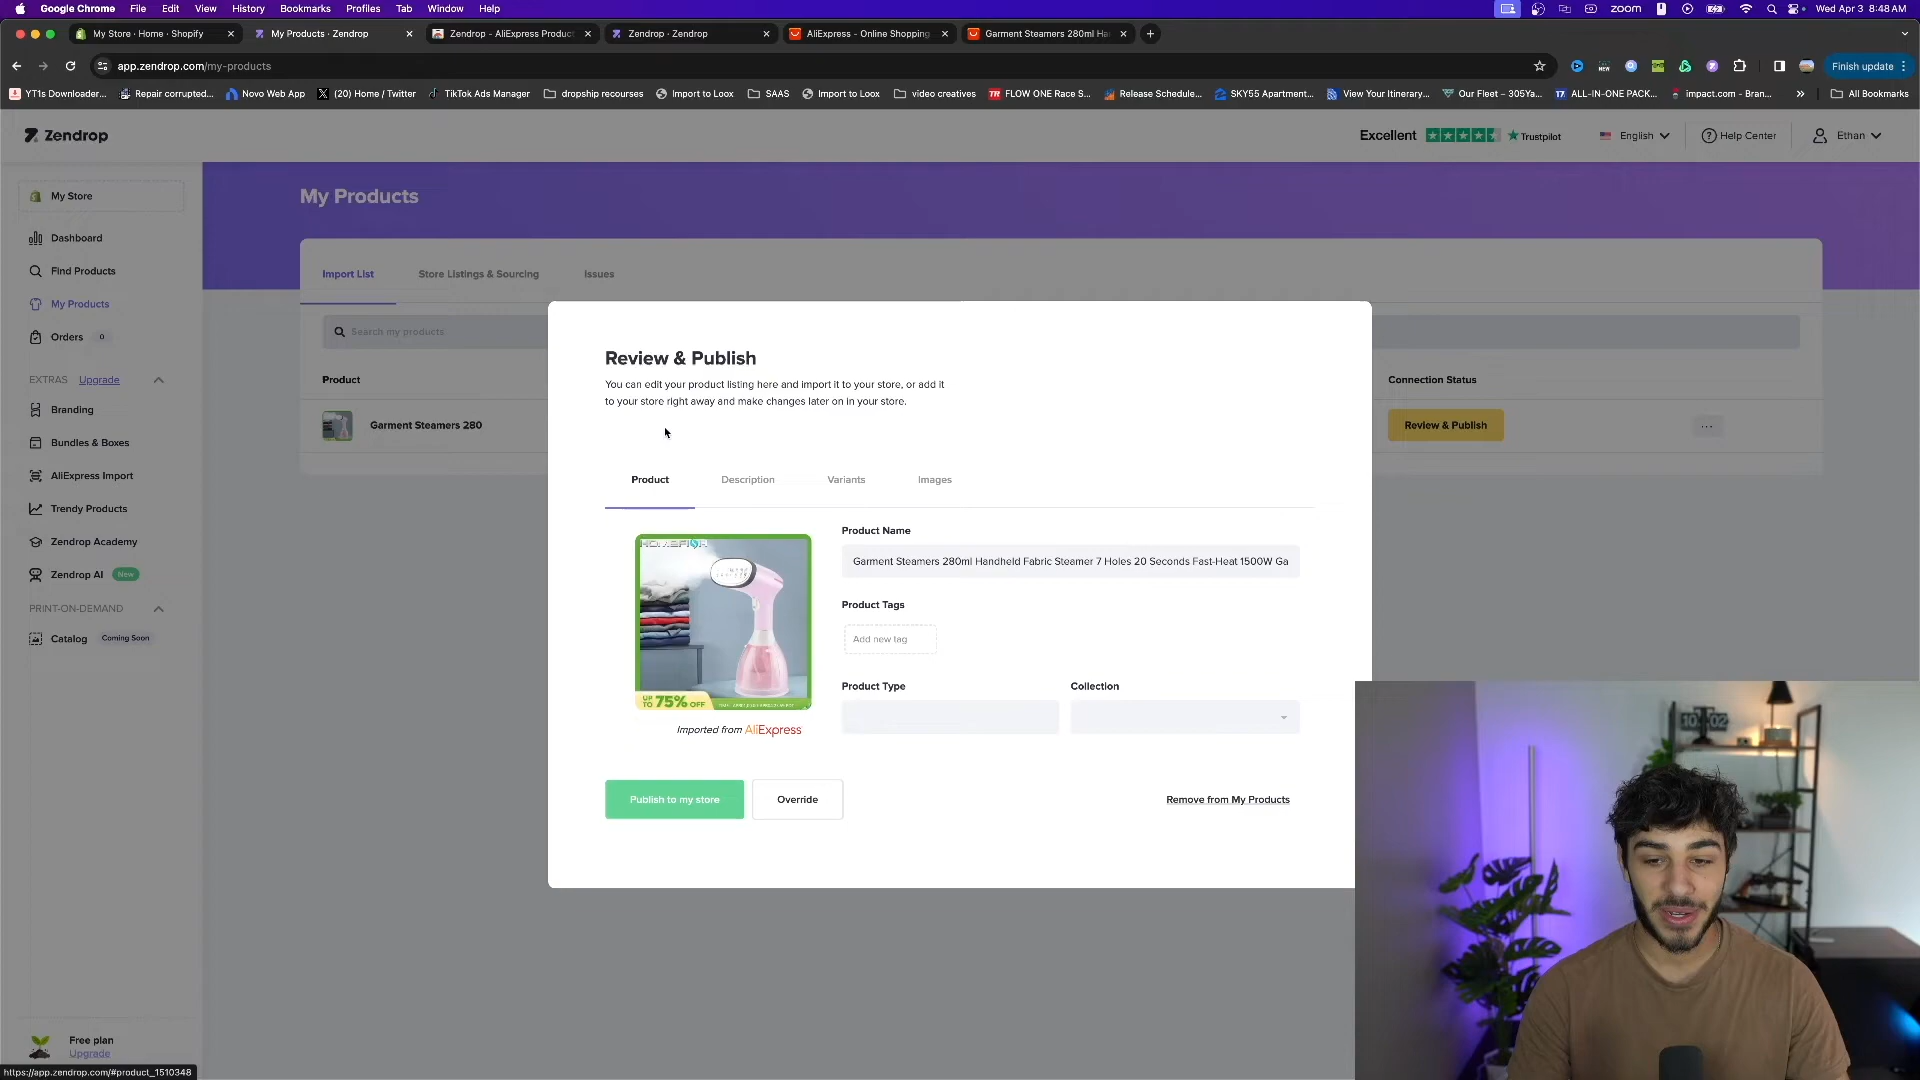 Google Chrome File Edit View History Bookmarks Profiles Tab Window Help zoom Wed Apr 3 8:48 AM
My Store · Home · Shopify My Products · Zendrop Zendrop - AliExpress Product Zendrop · Zendrop AliExpress - Online Shopping Garment Steamers 280ml Ha
app.zendrop.com/my-products Finish update
YT1s Downloader... Repair corrupted... Novo Web App (20) Home / Twitter TikTok Ads Manager dropship recourses Import to Loox SAAS Import to Loox video creatives FLOW ONE Race S... Release Schedule... SKY55 Apartment... View Your Itinerary... Our Fleet – 305Ya... ALL-IN-ONE PACK... impact.com - Bran... » All Bookmarks
Zendrop Excellent Trustpilot English Help Center Ethan
My Store
Dashboard
Find Products
My Products
Orders 0
EXTRAS Upgrade
Branding
Bundles & Boxes
AliExpress Import
Trendy Products
Zendrop Academy
Zendrop AI New
PRINT-ON-DEMAND
Catalog Coming Soon
Free plan
Upgrade
https://app.zendrop.com/#product_1510348
My Products
Import List Store Listings & Sourcing Issues
Search my products
Product Connection Status
Garment Steamers 280 Review & Publish ...
Review & Publish
You can edit your product listing here and import it to your store, or add it
to your store right away and make changes later on in your store.
Product Description Variants Images
UP TO 75% OFF
Imported from AliExpress
Product Name
Garment Steamers 280ml Handheld Fabric Steamer 7 Holes 20 Seconds Fast-Heat 1500W Ga
Product Tags
Add new tag
Product Type Collection
Publish to my store Override Remove from My Products